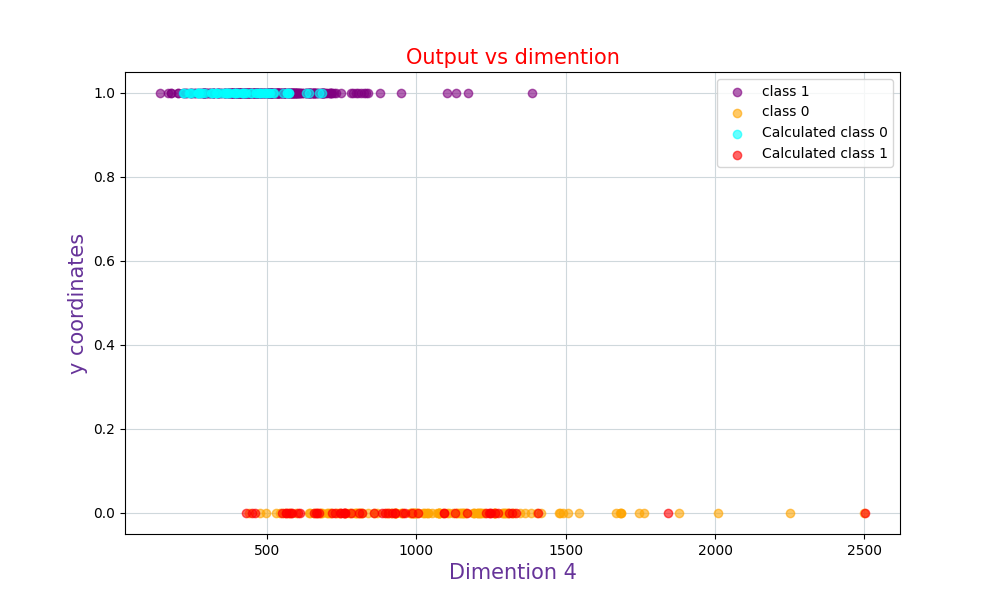 Output vs dimention
class 1
class 0
Calculated class 0
Calculated class 1
y coordinates
1.0
0.8
0.6
0.4
0.2
0.0
500 1000 1500 2000 2500
Dimention 4